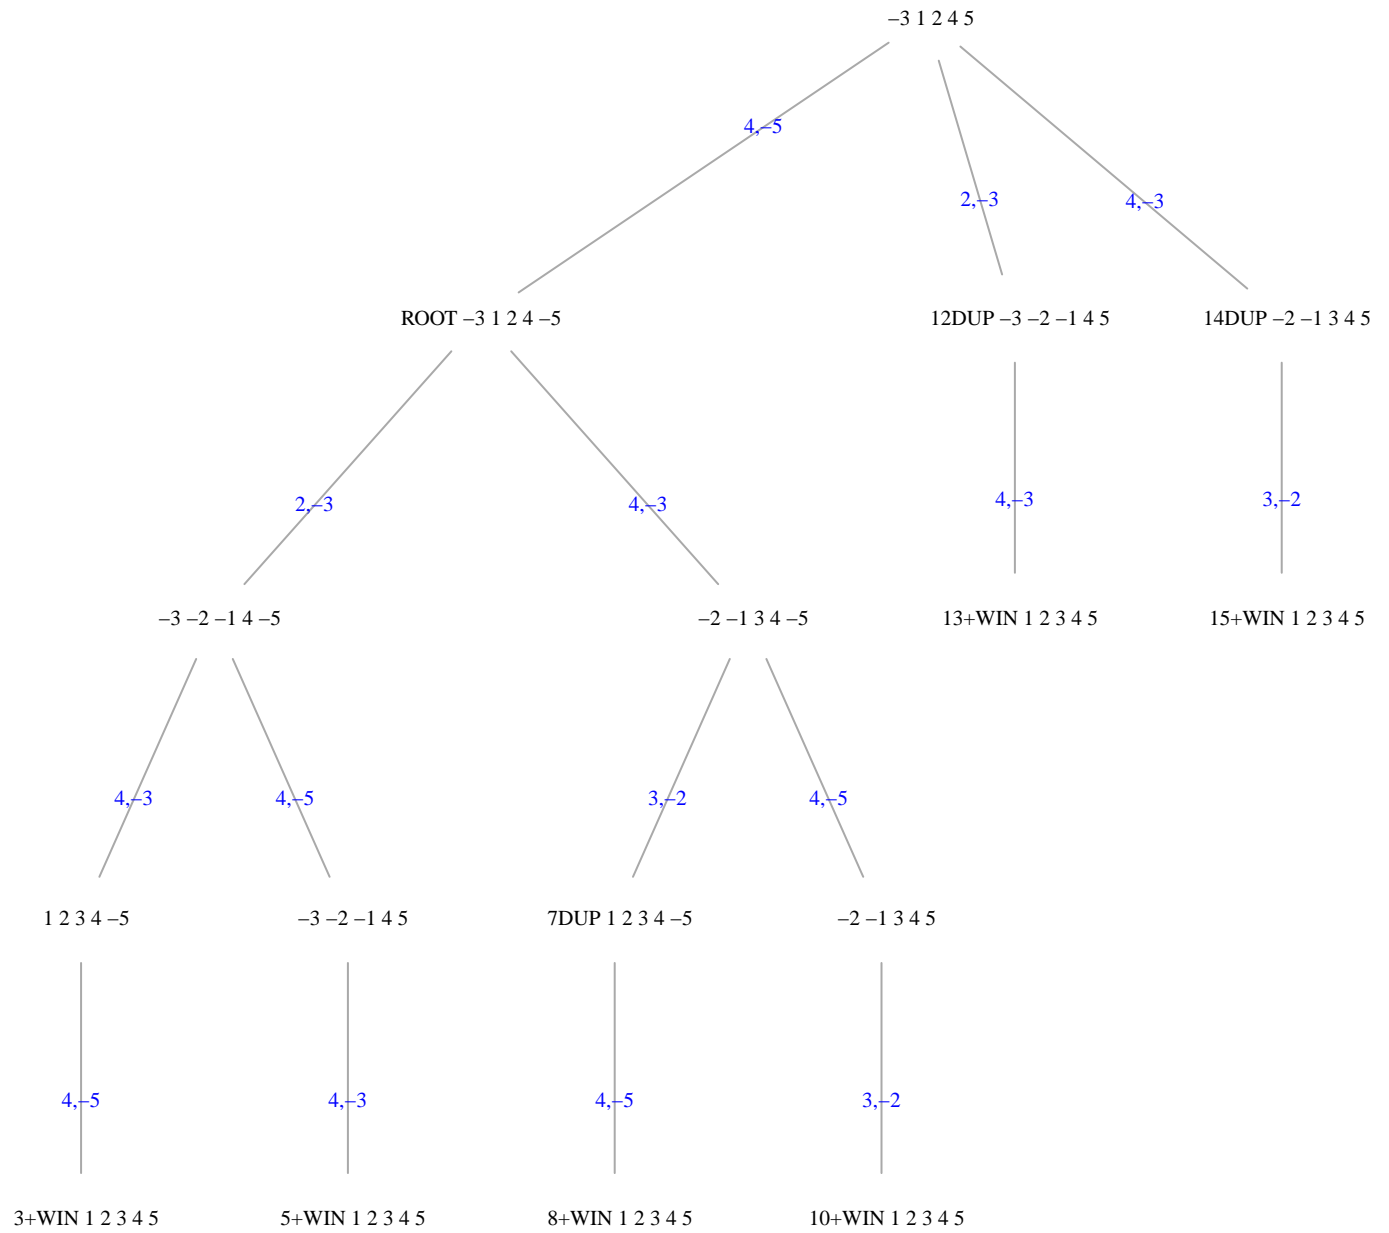 −3 1 2 4 5
4,−5
2,−3
4,−3
ROOT −3 1 2 4 −5
12DUP −3 −2 −1 4 5
14DUP −2 −1 3 4 5
2,−3
4,−3
4,−3
3,−2
−3 −2 −1 4 −5
−2 −1 3 4 −5
13+WIN 1 2 3 4 5
15+WIN 1 2 3 4 5
4,−3
4,−5
3,−2
4,−5
1 2 3 4 −5
−3 −2 −1 4 5
7DUP 1 2 3 4 −5
−2 −1 3 4 5
4,−5
4,−3
4,−5
3,−2
3+WIN 1 2 3 4 5
5+WIN 1 2 3 4 5
8+WIN 1 2 3 4 5
10+WIN 1 2 3 4 5